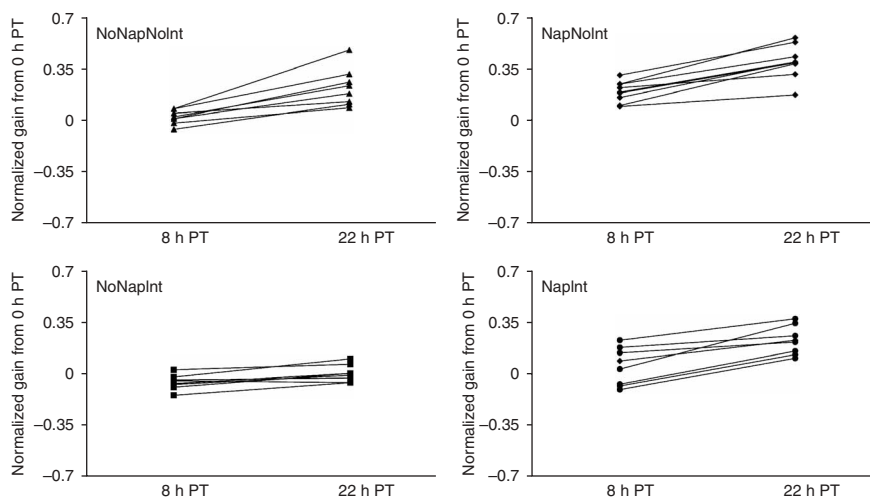 Normalized gain from 0 h PT
0.7
0.35
0
–0.35
–0.7
NoNapNoInt
8 h PT
22 h PT
Normalized gain from 0 h PT
0.7
0.35
0
–0.35
–0.7
NapNoInt
8 h PT
22 h PT
Normalized gain from 0 h PT
0.7
0.35
0
–0.35
–0.7
NoNapInt
8 h PT
22 h PT
Normalized gain from 0 h PT
0.7
0.35
0
–0.35
–0.7
NapInt
8 h PT
22 h PT